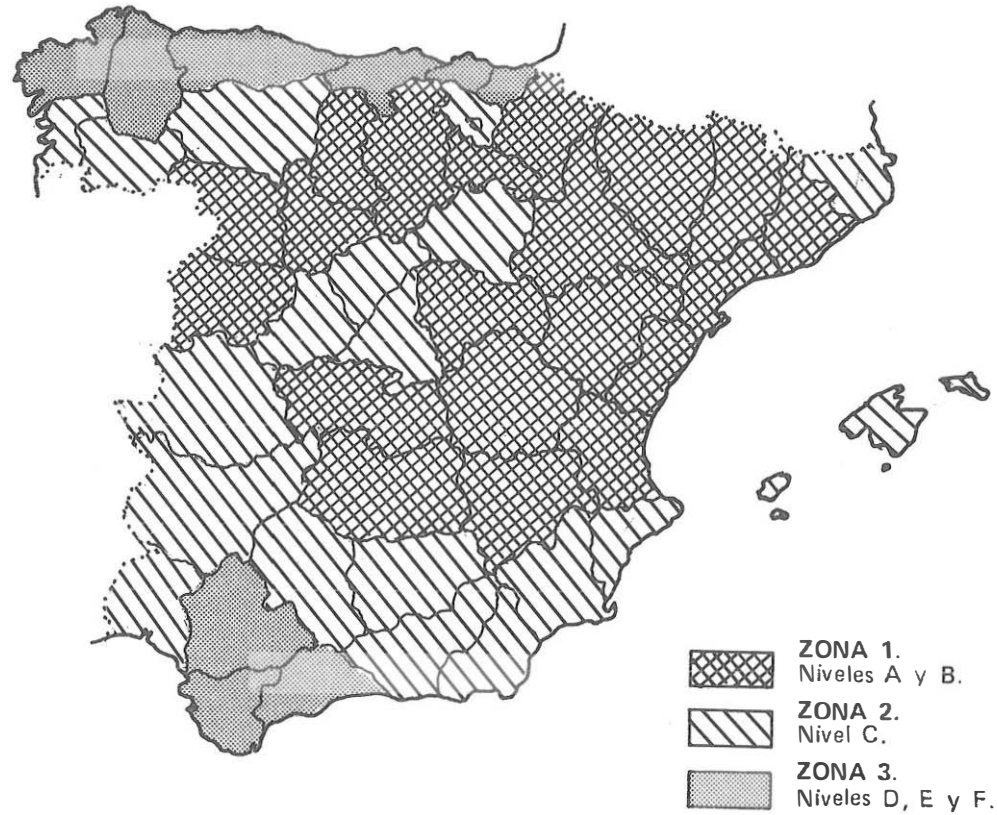 ZONA 1.
Niveles A y B.
ZONA 2.
Nivel C.
ZONA 3.
Niveles D, E y F.